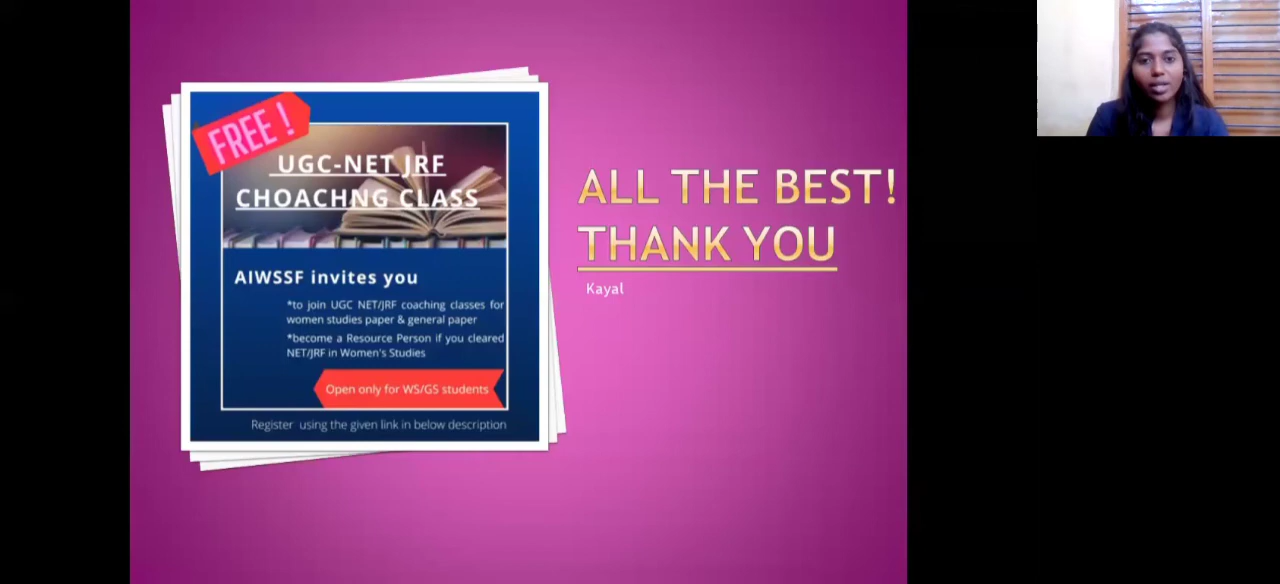 FREE !
UGC-NET JRF
CHOACHNG CLASS
AIWSSF invites you
*to join UGC NET/JRF coaching classes for
women studies paper & general paper
*become a Resource Person if you cleared
NET/JRF in Women's Studies
Open only for WS/GS students
Register using the given link in below description
ALL THE BEST!
THANK YOU
Kayal